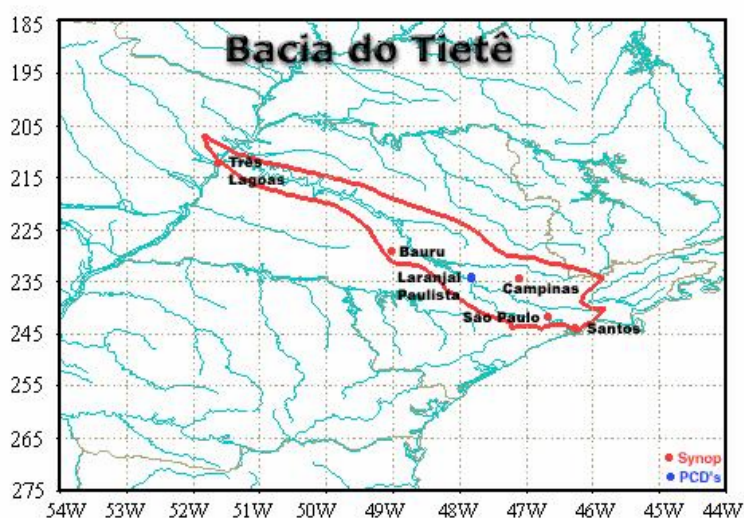 Bacia do Tietê
185
195
205
215
225
235
245
255
265
275
Três
Lagoas
Bauru
Laranjal
Paulista
Campinas
São Paulo
Santos
Synop
PCD's
54W 53W 52W 51W 50W 49W 48W 47W 46W 45W 44W